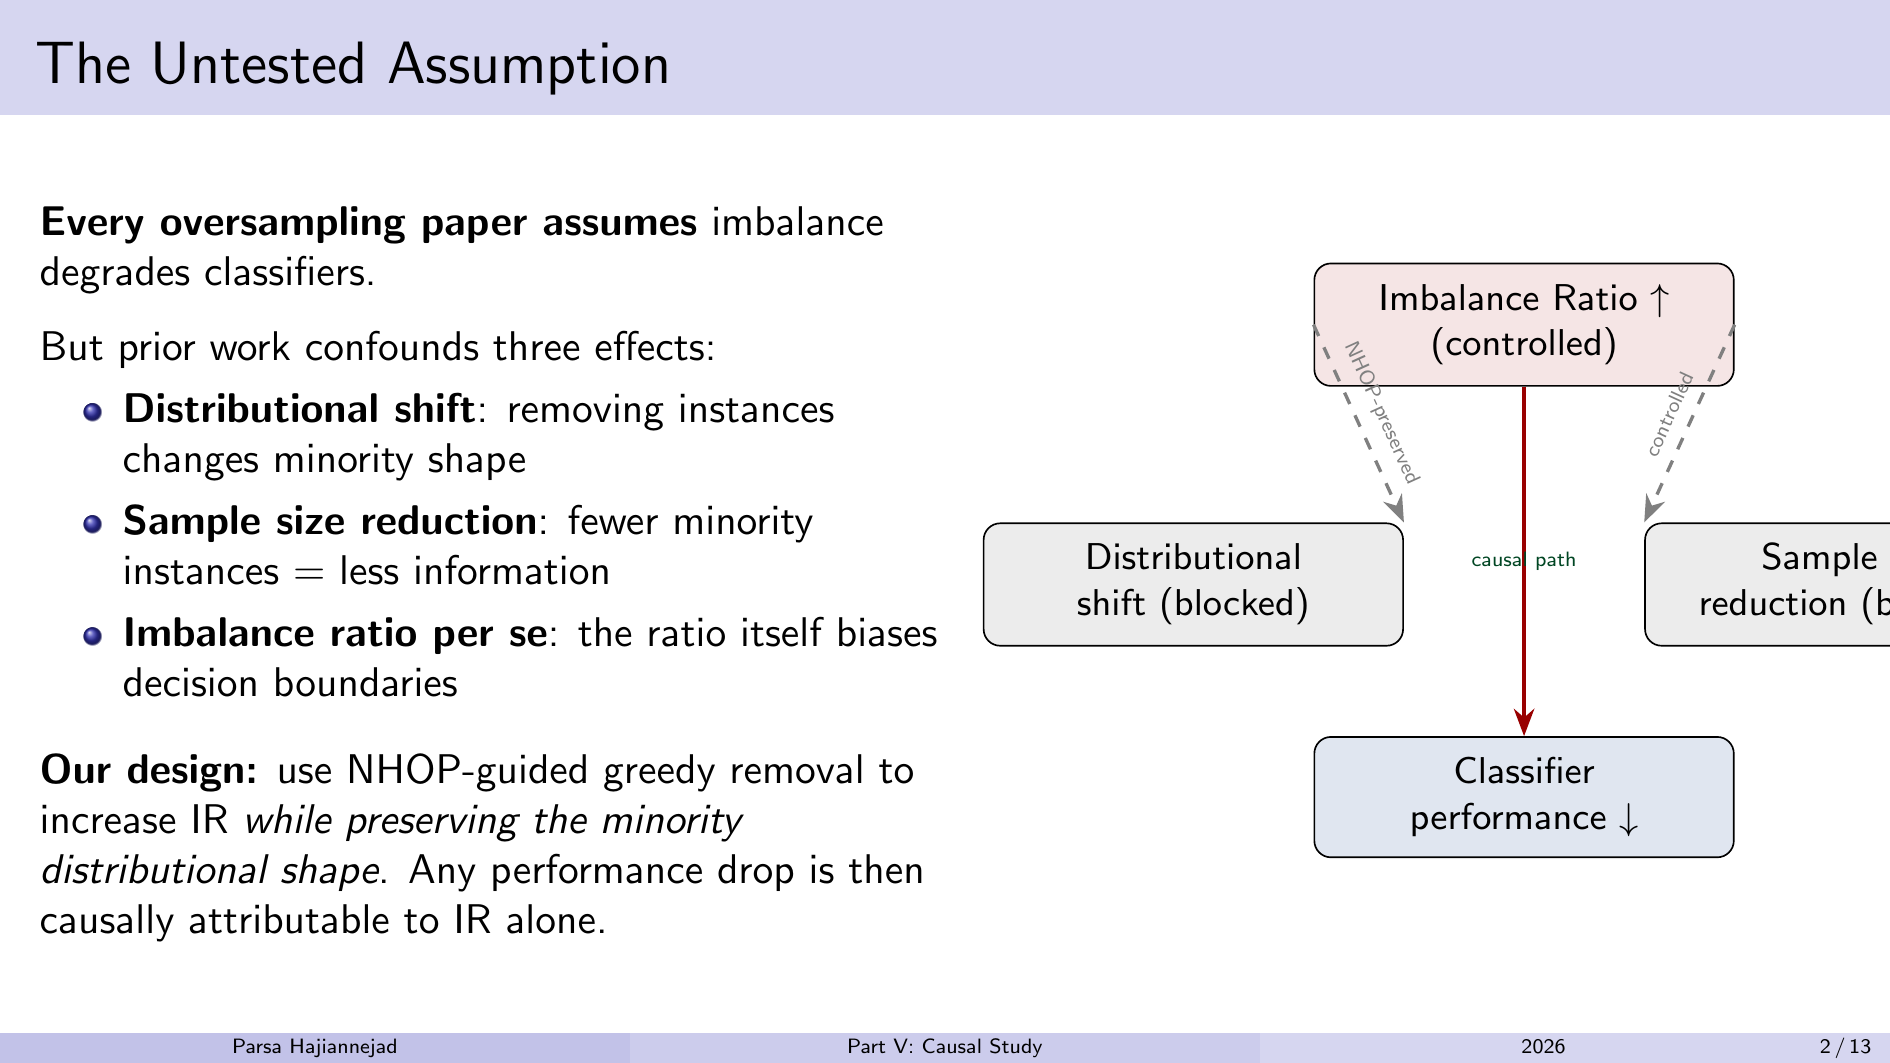 The Untested Assumption
Every oversampling paper assumes imbalance
degrades classifiers.
But prior work confounds three effects:
Distributional shift: removing instances
changes minority shape
Sample size reduction: fewer minority
instances = less information
Imbalance ratio per se: the ratio itself biases
decision boundaries
Our design: use NHOP-guided greedy removal to
increase IR while preserving the minority
distributional shape. Any performance drop is then
causally attributable to IR alone.
Imbalance Ratio ↑
(controlled)
NHOP-preserved
controlled
Distributional
shift (blocked)
causal path
Sample
reduction (b
Classifier
performance ↓
Parsa Hajiannejad
Part V: Causal Study
2026
2 / 13